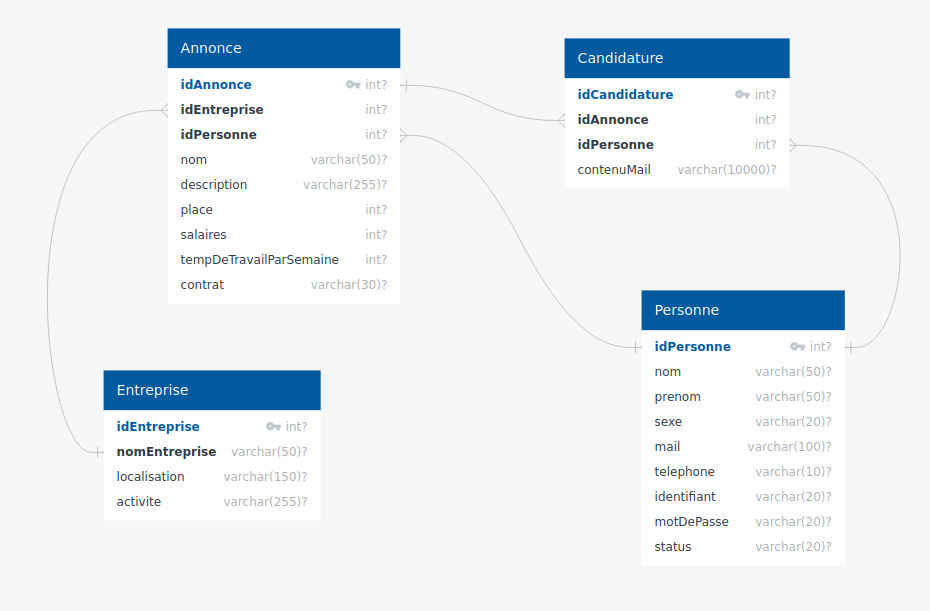 Annonce
idAnnonce int?
idEntreprise int?
idPersonne int?
nom varchar(50)?
description varchar(255)?
place int?
salaires int?
tempDeTravailParSemaine int?
contrat varchar(30)?
Candidature
idCandidature int?
idAnnonce int?
idPersonne int?
contenuMail varchar(10000)?
Entreprise
idEntreprise int?
nomEntreprise varchar(50)?
localisation varchar(150)?
activite varchar(255)?
Personne
idPersonne int?
nom varchar(50)?
prenom varchar(50)?
sexe varchar(20)?
mail varchar(100)?
telephone varchar(10)?
identifiant varchar(20)?
motDePasse varchar(20)?
status varchar(20)?